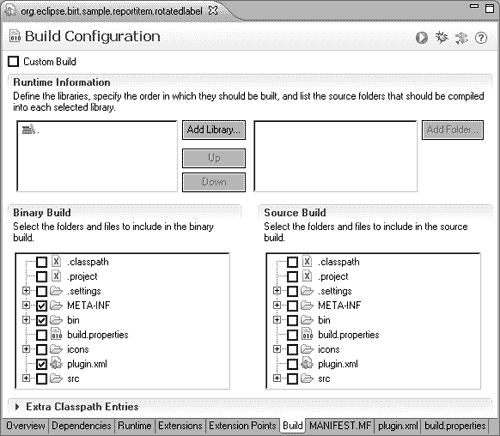 org.eclipse.birt.sample.reportitem.rotatedlabel
Build Configuration
Custom Build
Runtime Information
Define the libraries, specify the order in which they should be built, and list the source folders that should be compiled
into each selected library.
.
Add Library...
Add Folder...
Up
Down
Binary Build
Select the folders and files to include in the binary
build.
.classpath
.project
.settings
META-INF
bin
build.properties
icons
plugin.xml
src
Source Build
Select the folders and files to include in the source
build.
.classpath
.project
.settings
META-INF
bin
build.properties
icons
plugin.xml
src
Extra Classpath Entries
Overview Dependencies Runtime Extensions Extension Points Build MANIFEST.MF plugin.xml build.properties